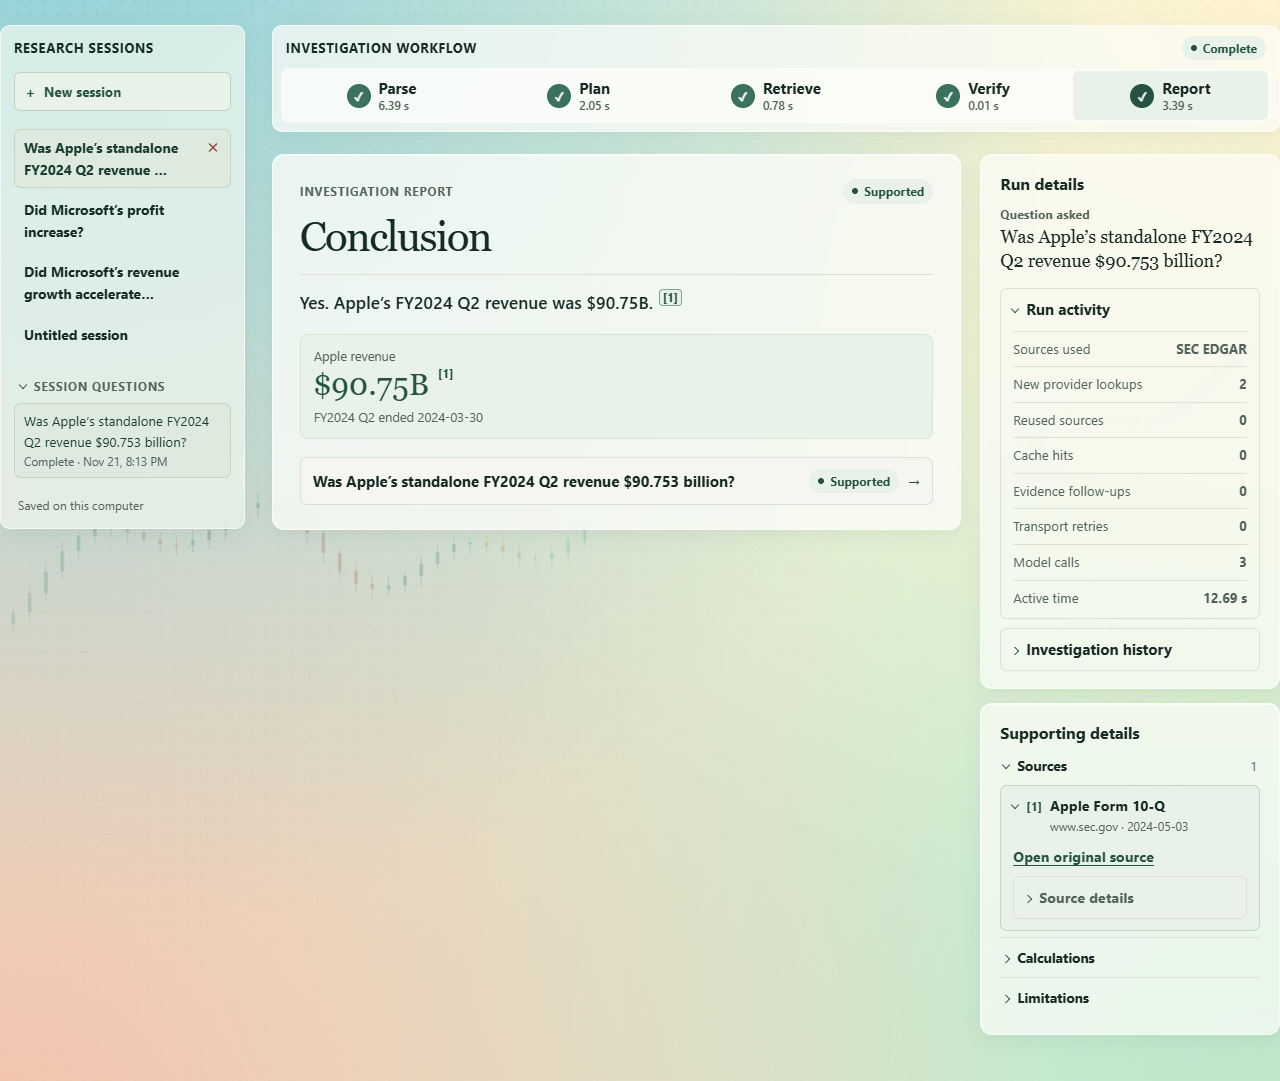 RESEARCH SESSIONS
+ New session
Was Apple's standalone
FY2024 Q2 revenue ...
Did Microsoft's profit
increase?
Did Microsoft's revenue
growth accelerate...
Untitled session
SESSION QUESTIONS
Was Apple's standalone FY2024
Q2 revenue $90.753 billion?
Complete · Nov 21, 8:13 PM
Saved on this computer
INVESTIGATION WORKFLOW
Complete
Parse
6.39 s
Plan
2.05 s
Retrieve
0.78 s
Verify
0.01 s
Report
3.39 s
INVESTIGATION REPORT
Supported
Conclusion
Yes. Apple's FY2024 Q2 revenue was $90.75B. [1]
Apple revenue
$90.75B [1]
FY2024 Q2 ended 2024-03-30
Was Apple's standalone FY2024 Q2 revenue $90.753 billion?
Supported →
Run details
Question asked
Was Apple's standalone FY2024
Q2 revenue $90.753 billion?
Run activity
Sources used SEC EDGAR
New provider lookups 2
Reused sources 0
Cache hits 0
Evidence follow-ups 0
Transport retries 0
Model calls 3
Active time 12.69 s
Investigation history
Supporting details
Sources 1
[1] Apple Form 10-Q
www.sec.gov · 2024-05-03
Open original source
Source details
Calculations
Limitations